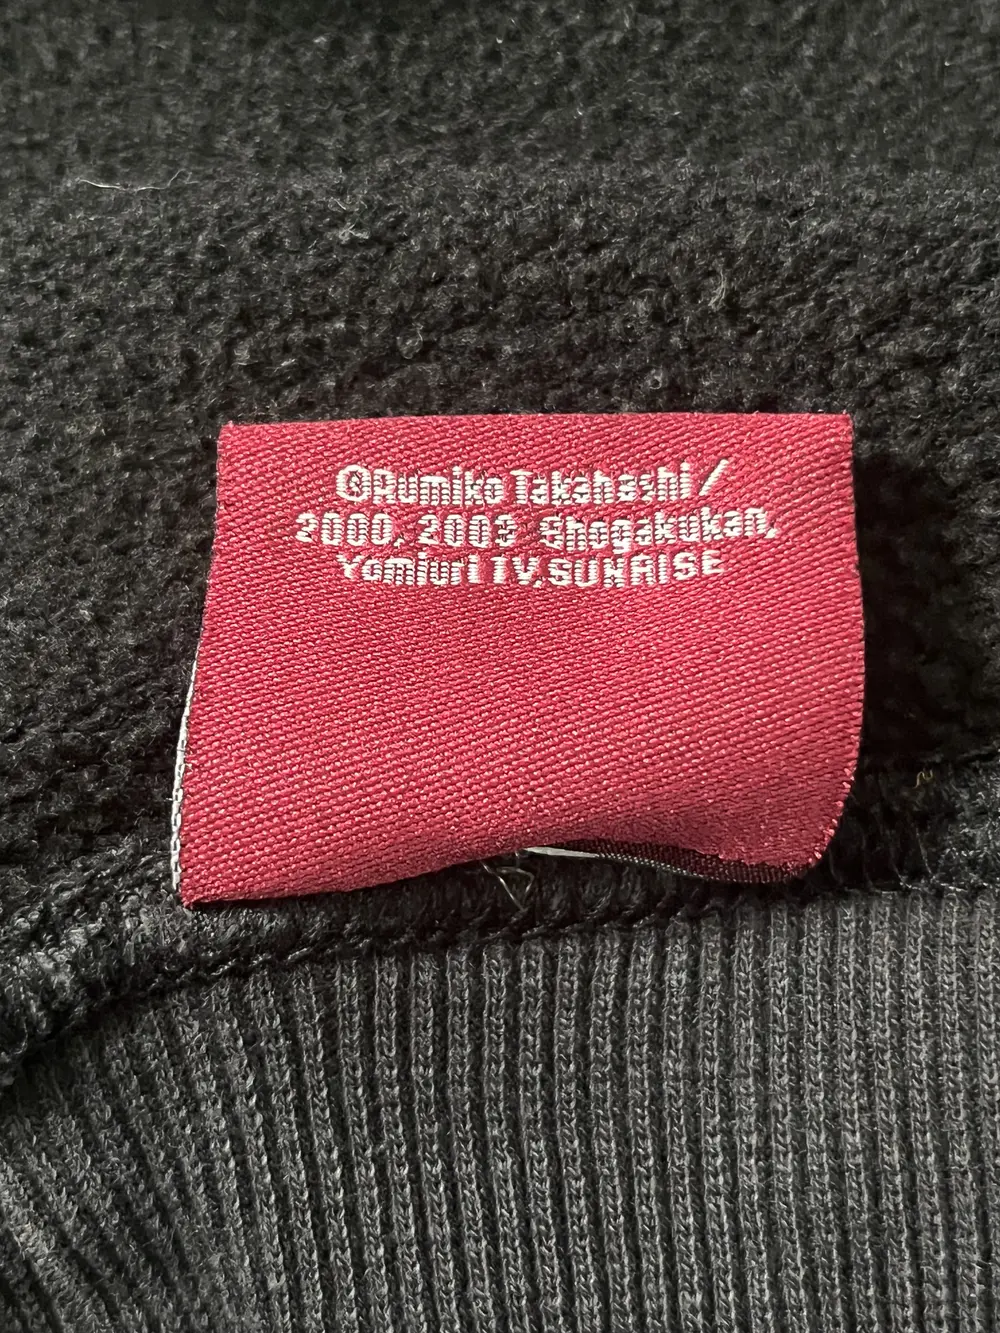 ©Rumiko Takahashi/
2000, 2003 Shogakukan,
Yomiuri TV,SUNRISE